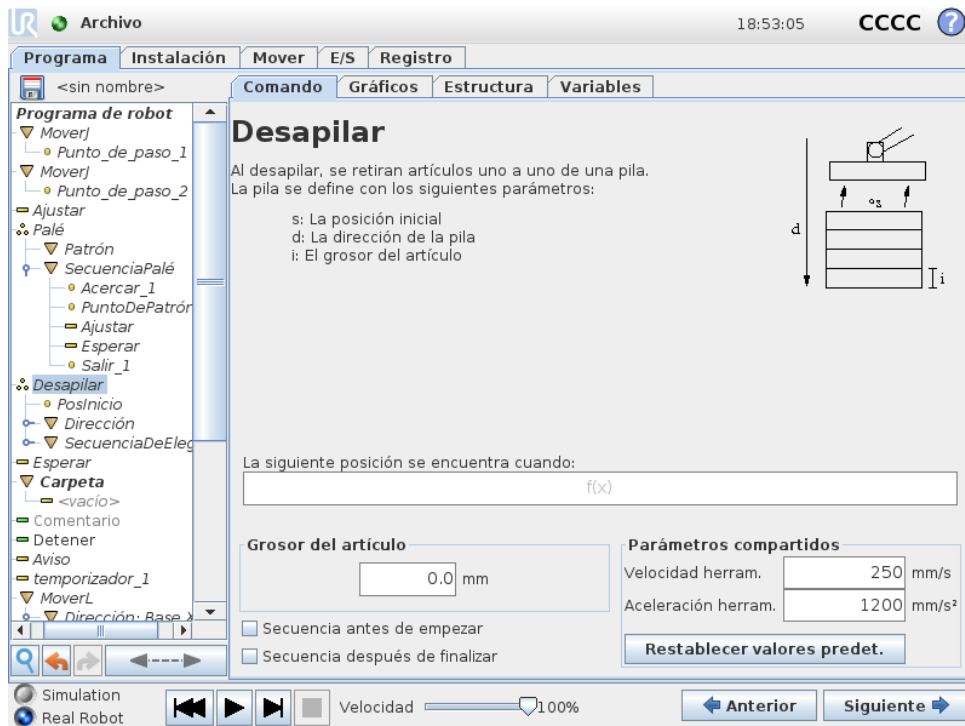 UR Archivo 18:53:05 CCCC ?
Programa Instalación Mover E/S Registro
<sin nombre>
Comando Gráficos Estructura Variables
Programa de robot
MoverJ
Punto_de_paso_1
MoverJ
Punto_de_paso_2
Ajustar
Palé
Patrón
SecuenciaPalé
Acercar_1
PuntoDePatrón
Ajustar
Esperar
Salir_1
Desapilar
PosInicio
Dirección
SecuenciaDeEleg
Esperar
Carpeta
<vacío>
Comentario
Detener
Aviso
temporizador_1
MoverL
Dirección: Base X
Desapilar
Al desapilar, se retiran artículos uno a uno de una pila.
La pila se define con los siguientes parámetros:
s: La posición inicial
d: La dirección de la pila
i: El grosor del artículo
s
d
i
La siguiente posición se encuentra cuando:
f(x)
Grosor del artículo
0.0 mm
Secuencia antes de empezar
Secuencia después de finalizar
Parámetros compartidos
Velocidad herram. 250 mm/s
Aceleración herram. 1200 mm/s²
Restablecer valores predet.
Simulation
Real Robot
Velocidad 100%
Anterior Siguiente